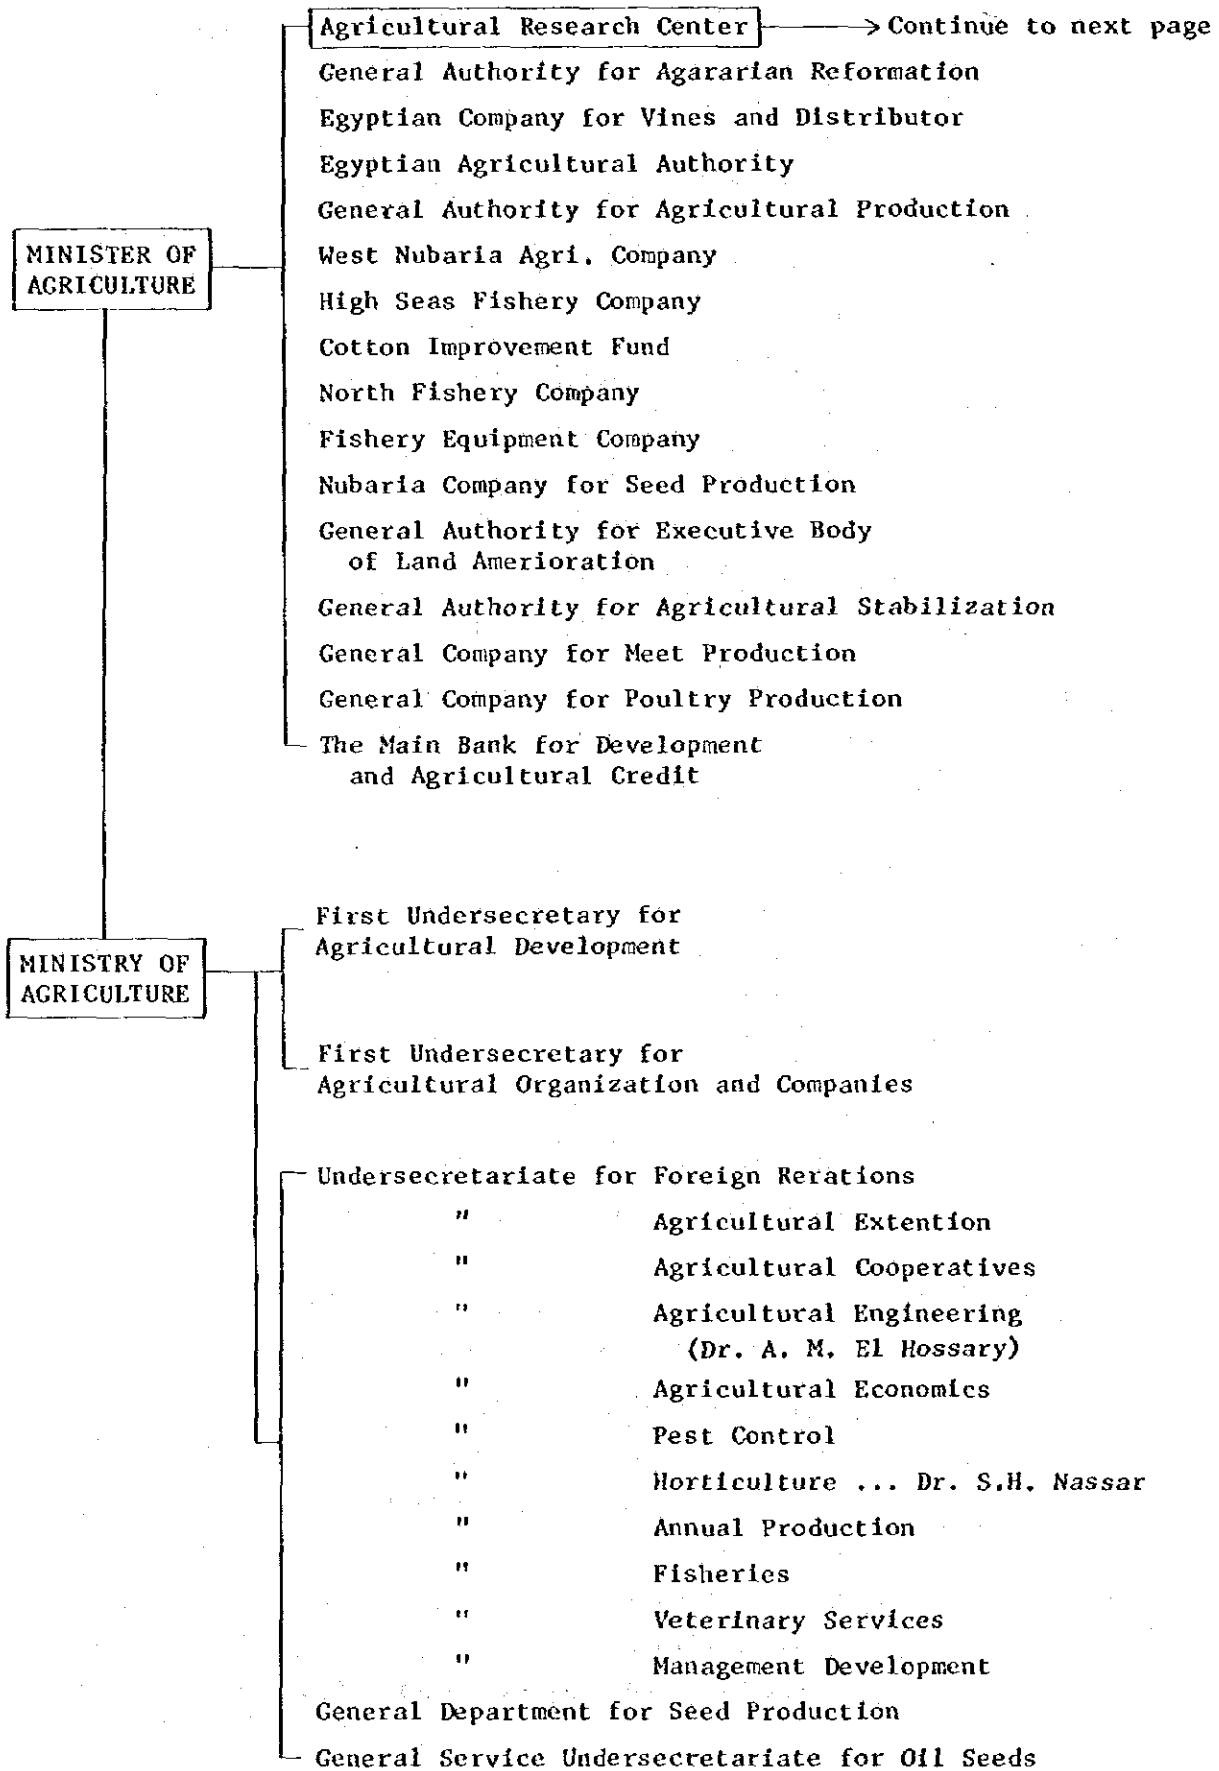 Agricultural Research Center → Continue to next page
General Authority for Agararian Reformation
Egyptian Company for Vines and Distributor
Egyptian Agricultural Authority
General Authority for Agricultural Production
MINISTER OF
AGRICULTURE
West Nubaria Agri. Company
High Seas Fishery Company
Cotton Improvement Fund
North Fishery Company
Fishery Equipment Company
Nubaria Company for Seed Production
General Authority for Executive Body
of Land Amerioration
General Authority for Agricultural Stabilization
General Company for Meet Production
General Company for Poultry Production
The Main Bank for Development
and Agricultural Credit
MINISTRY OF
AGRICULTURE
First Undersecretary for
Agricultural Development
First Undersecretary for
Agricultural Organization and Companies
Undersecretariate for Foreign Rerations
" Agricultural Extention
" Agricultural Cooperatives
" Agricultural Engineering
(Dr. A. M. El Hossary)
" Agricultural Economics
" Pest Control
" Horticulture ... Dr. S.H. Nassar
" Annual Production
" Fisheries
" Veterinary Services
" Management Development
General Department for Seed Production
General Service Undersecretariate for Oil Seeds